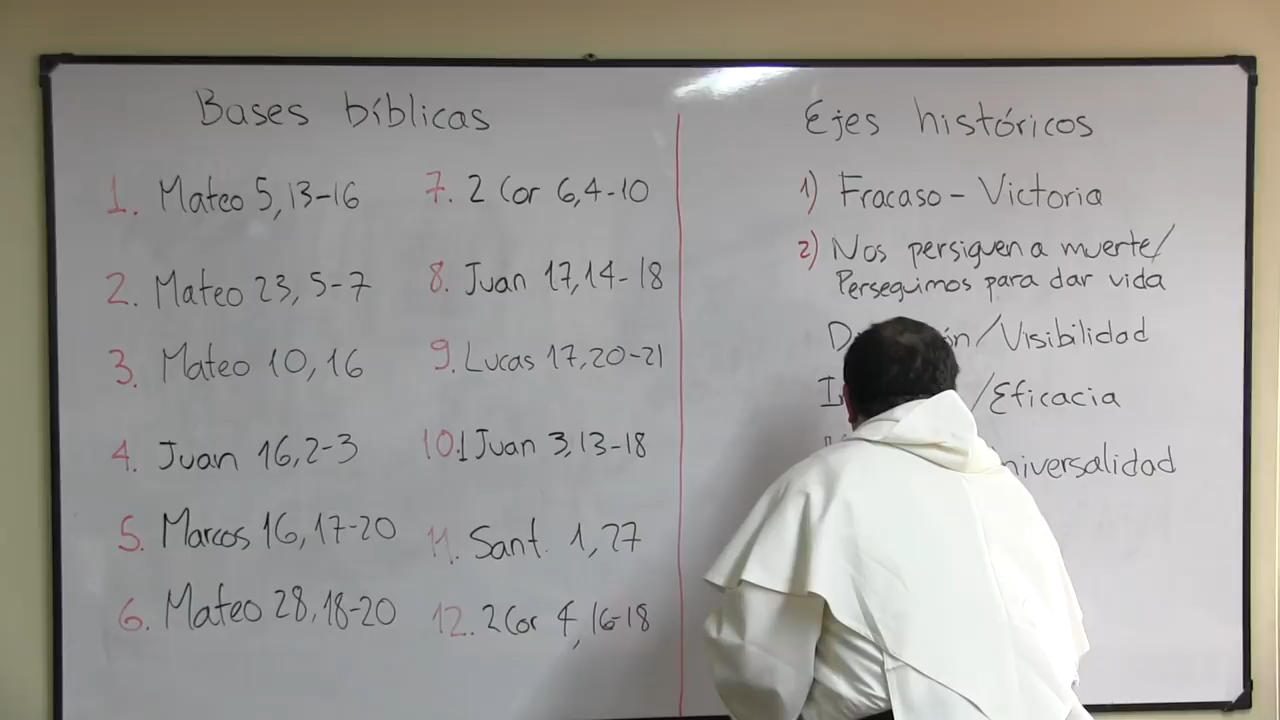 Bases bíblicas
1. Mateo 5,13-16
2. Mateo 23, 5-7
3. Mateo 10,16
4. Juan 16,2-3
5. Marcos 16,17-20
6. Mateo 28,18-20
7. 2 Cor 6,4-10
8. Juan 17,14-18
9. Lucas 17,20-21
10. 1 Juan 3,13-18
11. Sant. 1,27
12. 2 Cor 4,16-18
Ejes históricos
1) Fracaso - Victoria
2) Nos persiguen a muerte/
Perseguimos para dar vida
/Visibilidad
/Eficacia